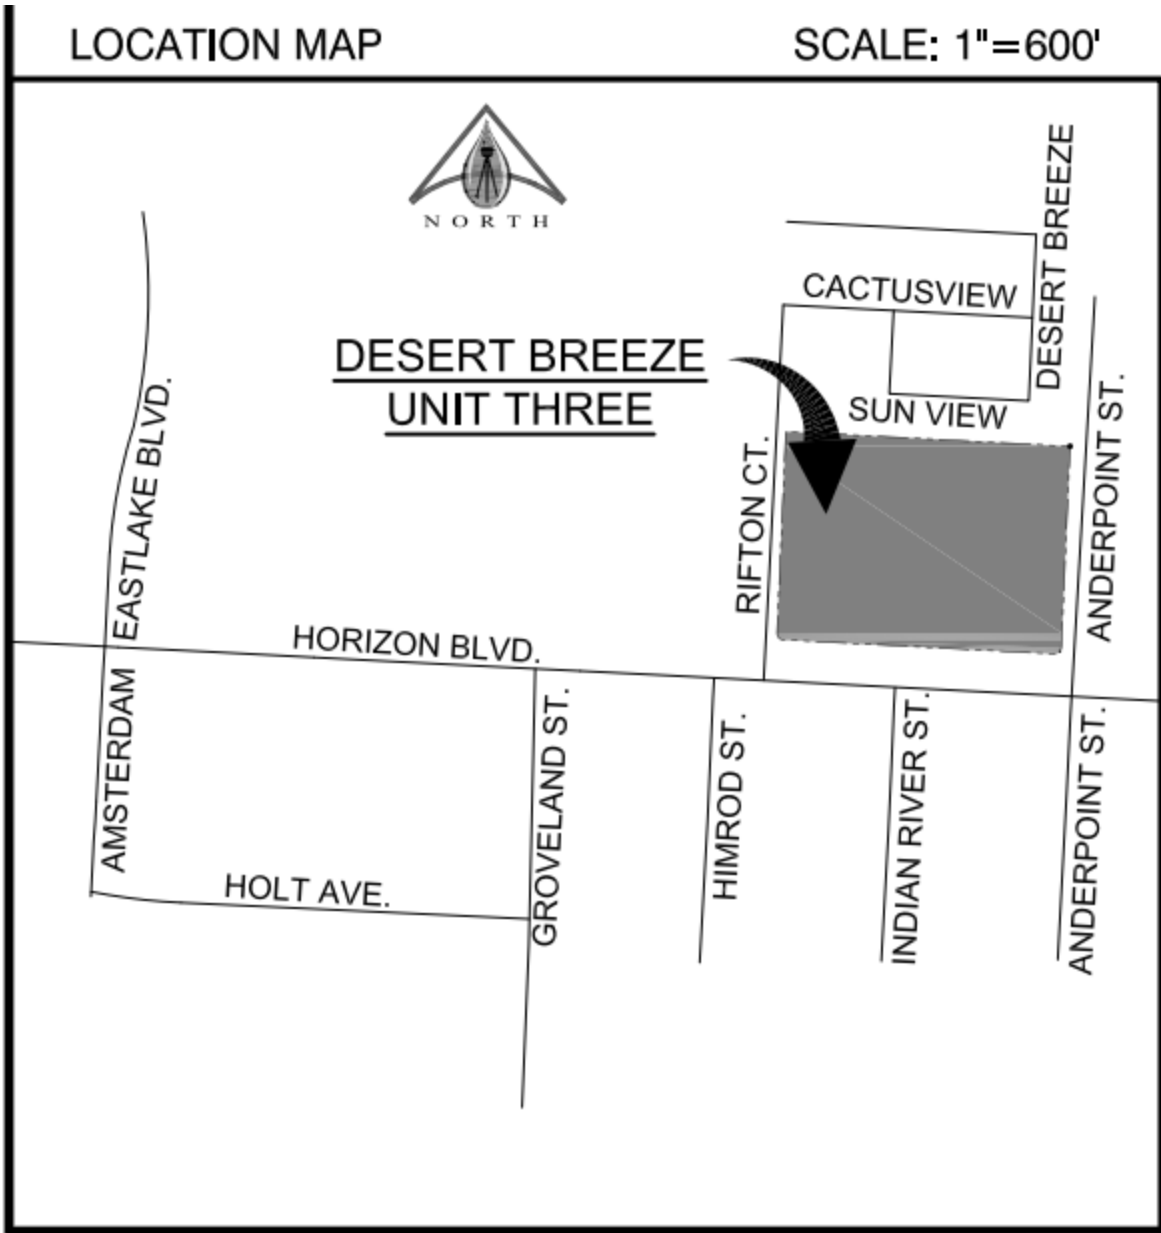 LOCATION MAP
SCALE: 1"=600'
NORTH
DESERT BREEZE
CACTUSVIEW
DESERT BREEZE
UNIT THREE
SUN VIEW
ANDERPOINT ST.
EASTLAKE BLVD.
RIFTON CT.
HORIZON BLVD.
AMSTERDAM
GROVELAND ST.
HIMROD ST.
INDIAN RIVER ST.
ANDERPOINT ST.
HOLT AVE.